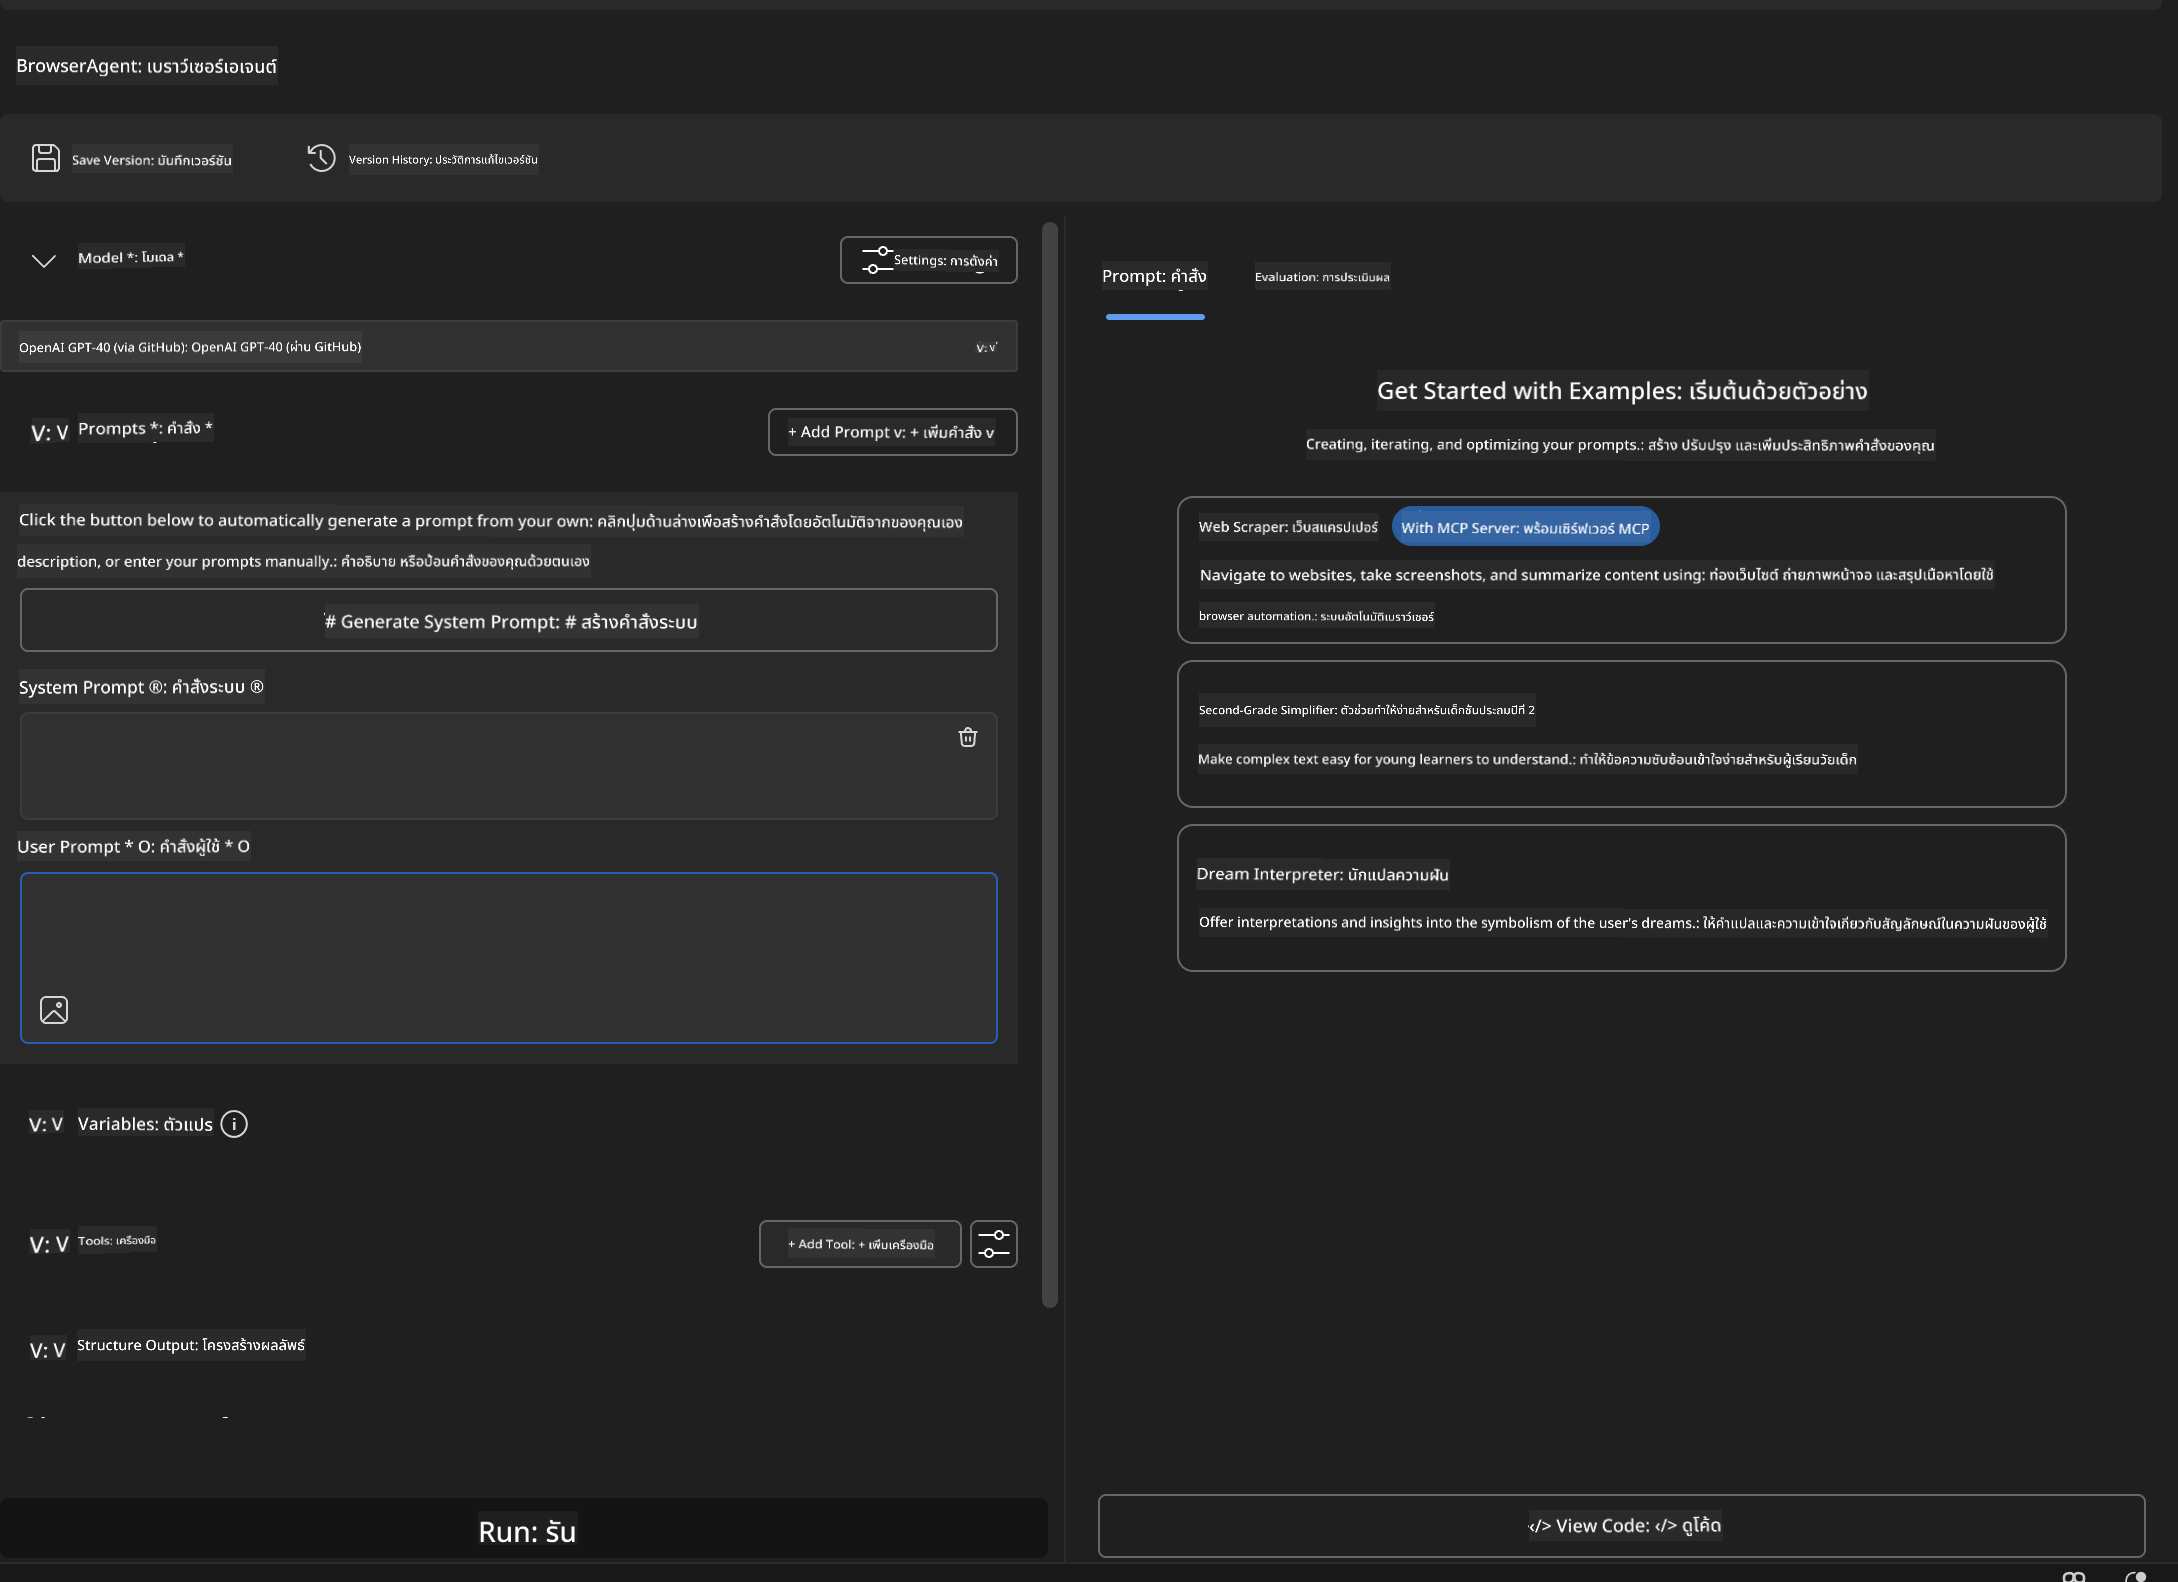 BrowserAgent: เบราว์เซอร์เอเจนต์
Save Version: บันทึกเวอร์ชัน
Version History: ประวัติการแก้ไขเวอร์ชัน
Model *: โมเดล *
Settings: การตั้งค่า
OpenAI GPT-40 (via GitHub): OpenAI GPT-40 (ผ่าน GitHub)
v: v
V: V Prompts *: คำสั่ง *
+ Add Prompt v: + เพิ่มคำสั่ง v
Click the button below to automatically generate a prompt from your own: คลิกปุ่มด้านล่างเพื่อสร้างคำสั่งโดยอัตโนมัติจากของคุณเอง
description, or enter your prompts manually.: คำอธิบาย หรือป้อนคำสั่งของคุณด้วยตนเอง
# Generate System Prompt: # สร้างคำสั่งระบบ
System Prompt ®: คำสั่งระบบ ®
User Prompt * O: คำสั่งผู้ใช้ * O
V: V Variables: ตัวแปร
V: V Tools: เครื่องมือ
+ Add Tool: + เพิ่มเครื่องมือ
V: V Structure Output: โครงสร้างผลลัพธ์
Run: รัน
Prompt: คำสั่ง
Evaluation: การประเมินผล
Get Started with Examples: เริ่มต้นด้วยตัวอย่าง
Creating, iterating, and optimizing your prompts.: สร้าง ปรับปรุง และเพิ่มประสิทธิภาพคำสั่งของคุณ
Web Scraper: เว็บสแครปเปอร์
With MCP Server: พร้อมเซิร์ฟเวอร์ MCP
Navigate to websites, take screenshots, and summarize content using: ท่องเว็บไซต์ ถ่ายภาพหน้าจอ และสรุปเนื้อหาโดยใช้
browser automation.: ระบบอัตโนมัติเบราว์เซอร์
Second-Grade Simplifier: ตัวช่วยทำให้ง่ายสำหรับเด็กชั้นประถมปีที่ 2
Make complex text easy for young learners to understand.: ทำให้ข้อความซับซ้อนเข้าใจง่ายสำหรับผู้เรียนวัยเด็ก
Dream Interpreter: นักแปลความฝัน
Offer interpretations and insights into the symbolism of the user's dreams.: ให้คำแปลและความเข้าใจเกี่ยวกับสัญลักษณ์ในความฝันของผู้ใช้
</> View Code: </> ดูโค้ด